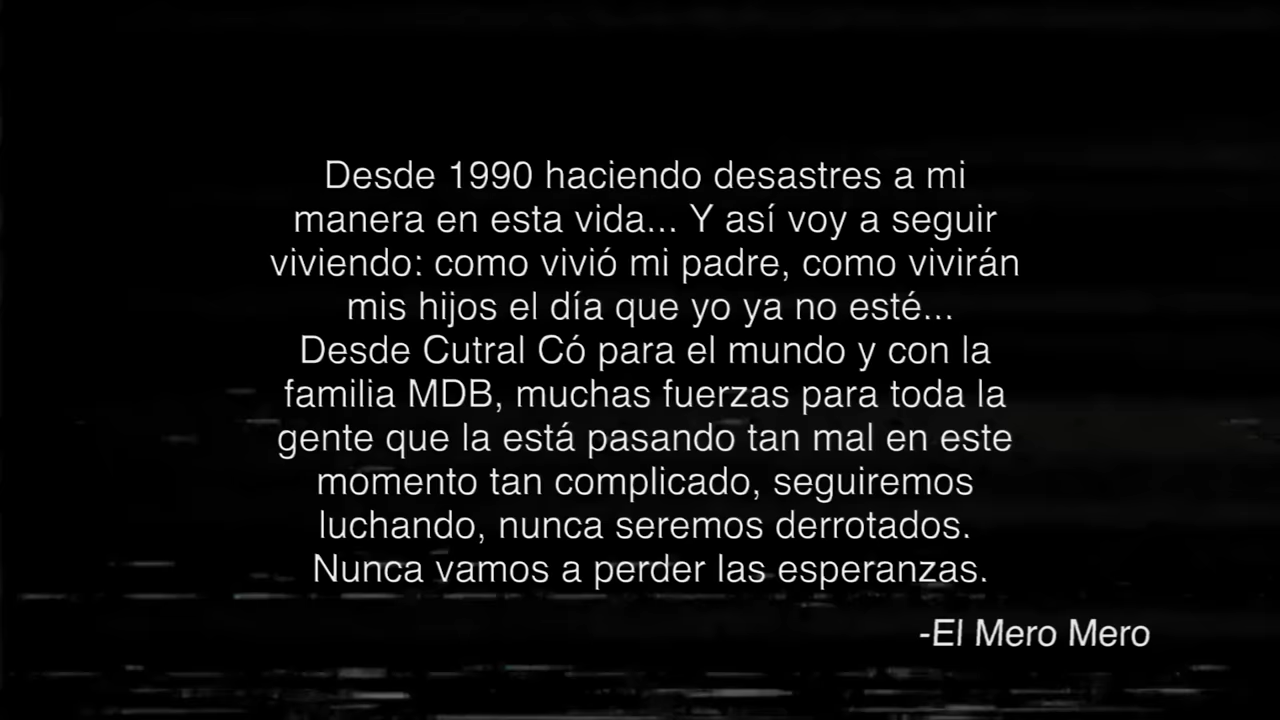 Desde 1990 haciendo desastres a mi
manera en esta vida... Y así voy a seguir
viviendo: como vivió mi padre, como vivirán
mis hijos el día que yo ya no esté...
Desde Cutral Có para el mundo y con la
familia MDB, muchas fuerzas para toda la
gente que la está pasando tan mal en este
momento tan complicado, seguiremos
luchando, nunca seremos derrotados.
Nunca vamos a perder las esperanzas.
-El Mero Mero